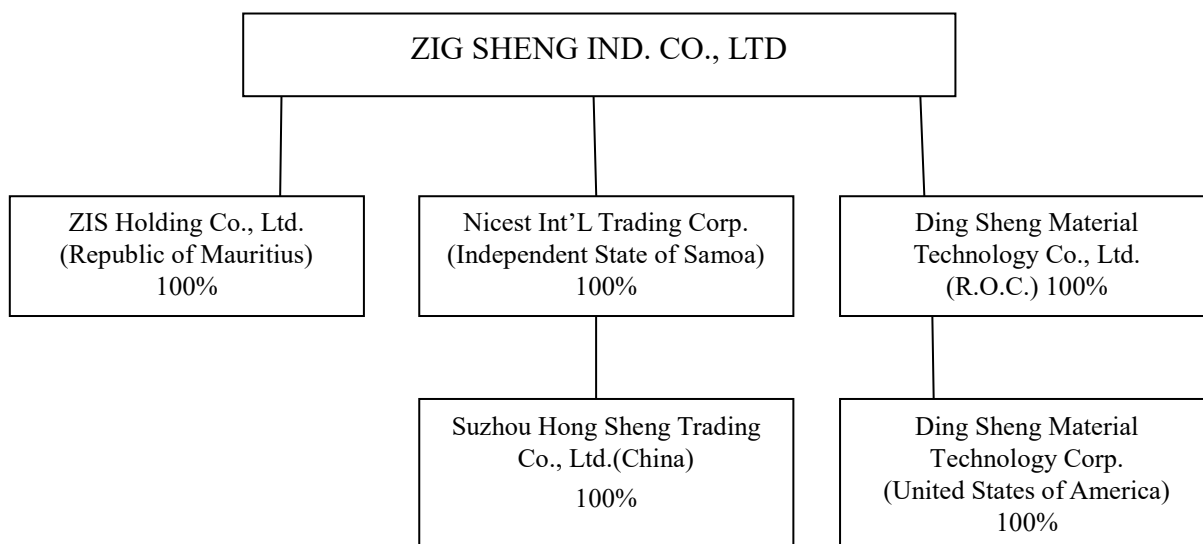 ZIG SHENG IND. CO., LTD
ZIS Holding Co., Ltd.
(Republic of Mauritius)
100%
Nicest Int’L Trading Corp.
(Independent State of Samoa)
100%
Ding Sheng Material
Technology Co., Ltd.
(R.O.C.) 100%
Suzhou Hong Sheng Trading
Co., Ltd.(China)
100%
Ding Sheng Material
Technology Corp.
(United States of America)
100%